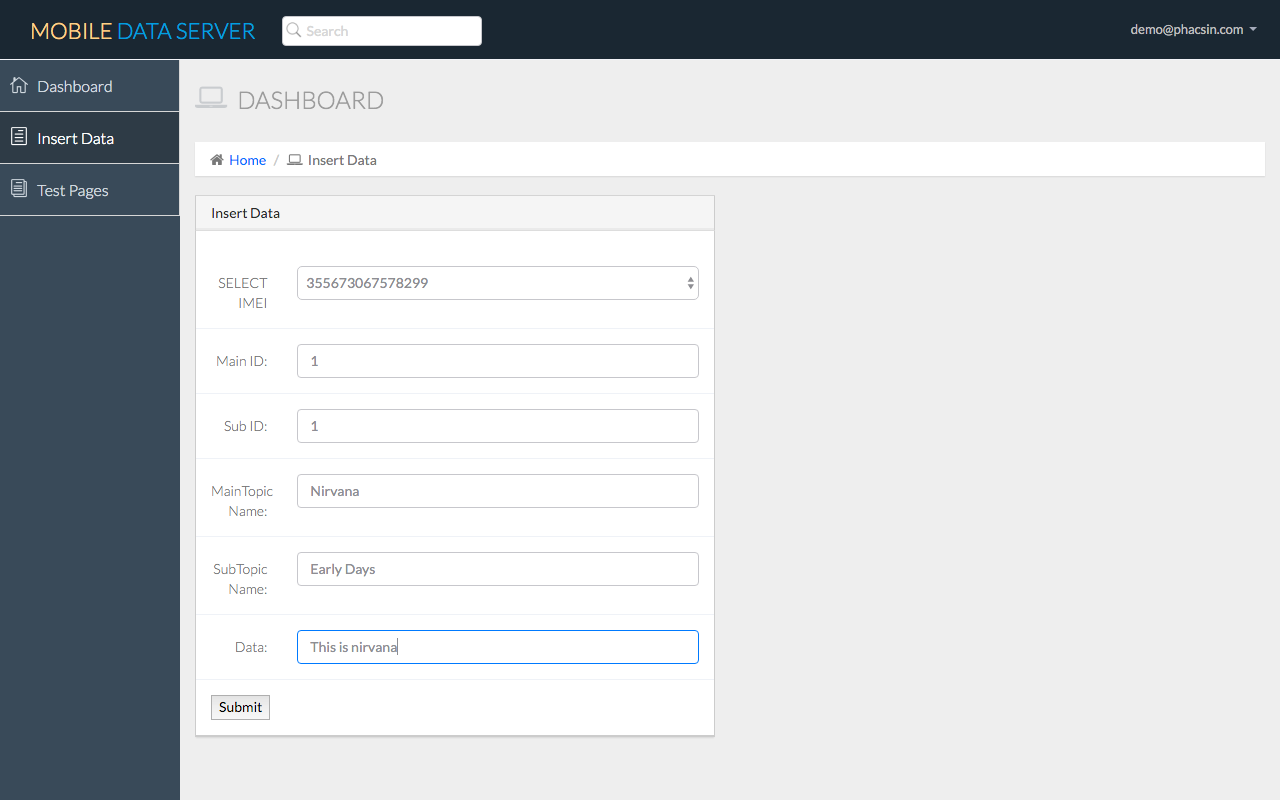 MOBILE DATA SERVER
Search
demo@phacsin.com
Dashboard
Insert Data
Test Pages
DASHBOARD
Home / Insert Data
Insert Data
SELECT
IMEI
355673067578299
Main ID:
1
Sub ID:
1
MainTopic
Name:
Nirvana
SubTopic
Name:
Early Days
Data:
This is nirvana
Submit